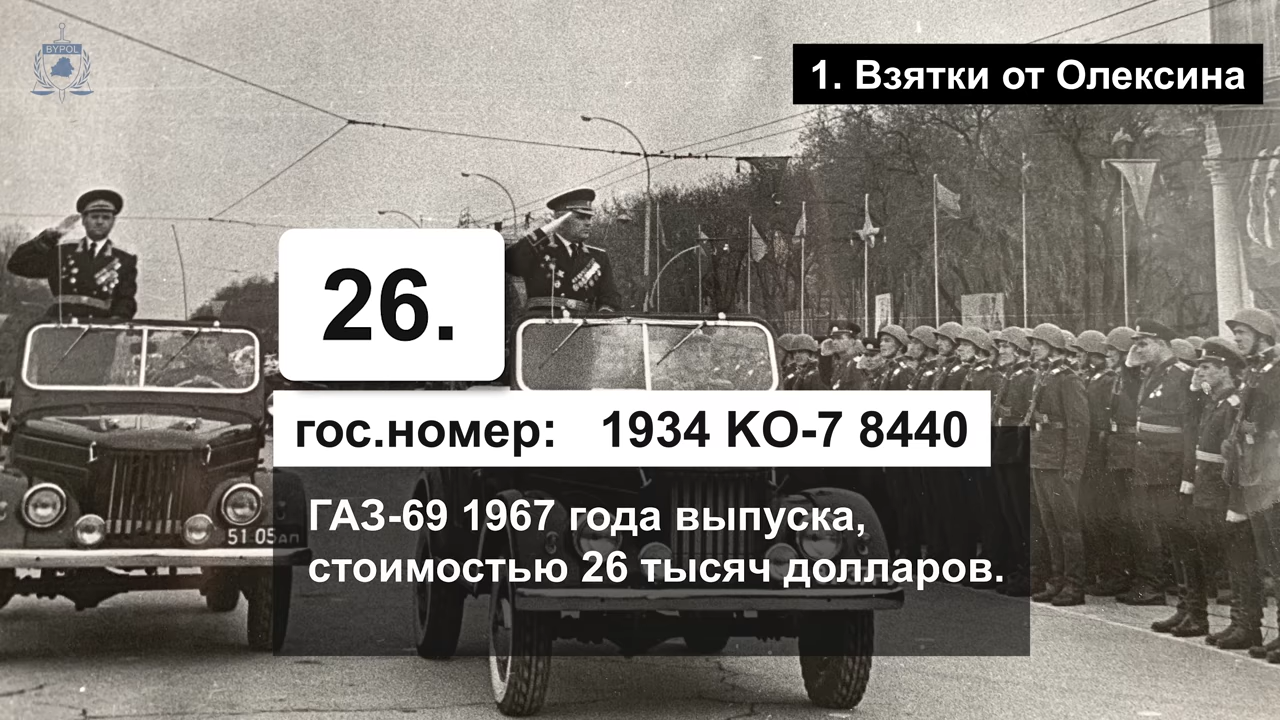 BYPOL
1. Взятки от Олексина
26.
гос.номер: 1934 КО-7 8440
ГАЗ-69 1967 года выпуска,
стоимостью 26 тысяч долларов.
51 05 АП